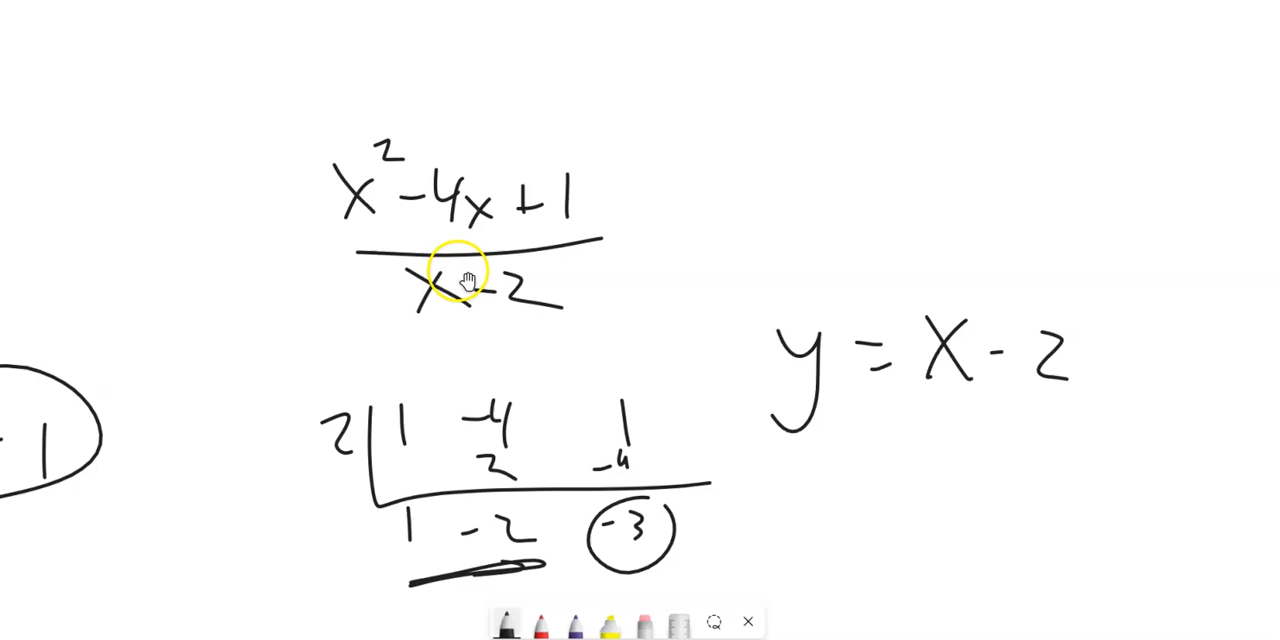 x² -4x + 1
x - 2
y = x - 2
1
2 | 1 -4 1
2 -4
1 -2 -3